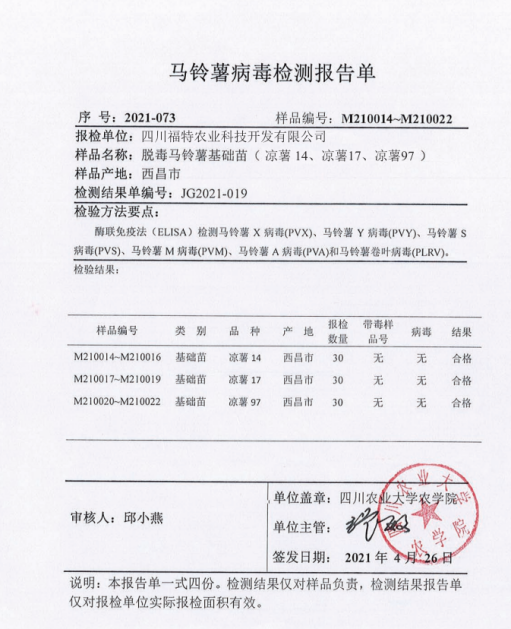 马铃薯病毒检测报告单
序 号：2021-073 样品编号：M210014~M210022
报检单位：四川福特农业科技开发有限公司
样品名称：脱毒马铃薯基础苗（ 凉薯 14、凉薯17、凉薯97 ）
样品产地：西昌市
检测结果单编号：JG2021-019
检验方法要点：
酶联免疫法（ELISA）检测马铃薯 X 病毒(PVX)、马铃薯 Y 病毒(PVY)、马铃薯 S
病毒(PVS)、马铃薯 M 病毒(PVM)、马铃薯 A 病毒(PVA)和马铃薯卷叶病毒(PLRV)。
检验结果：
样品编号 类 别 品 种 产 地 报检数量 带毒样品号 病毒 结果
M210014~M210016 基础苗 凉薯 14 西昌市 30 无 无 合格
M210017~M210019 基础苗 凉薯 17 西昌市 30 无 无 合格
M210020~M210022 基础苗 凉薯 97 西昌市 30 无 无 合格
单位盖章：四川农业大学农学院
审核人：邱小燕
单位主管：
签发日期： 2021 年 4 月 26 日
四川农业大学
农学院
说明：本报告单一式四份。检测结果仅对样品负责，检测结果报告单
仅对报检单位实际报检面积有效。